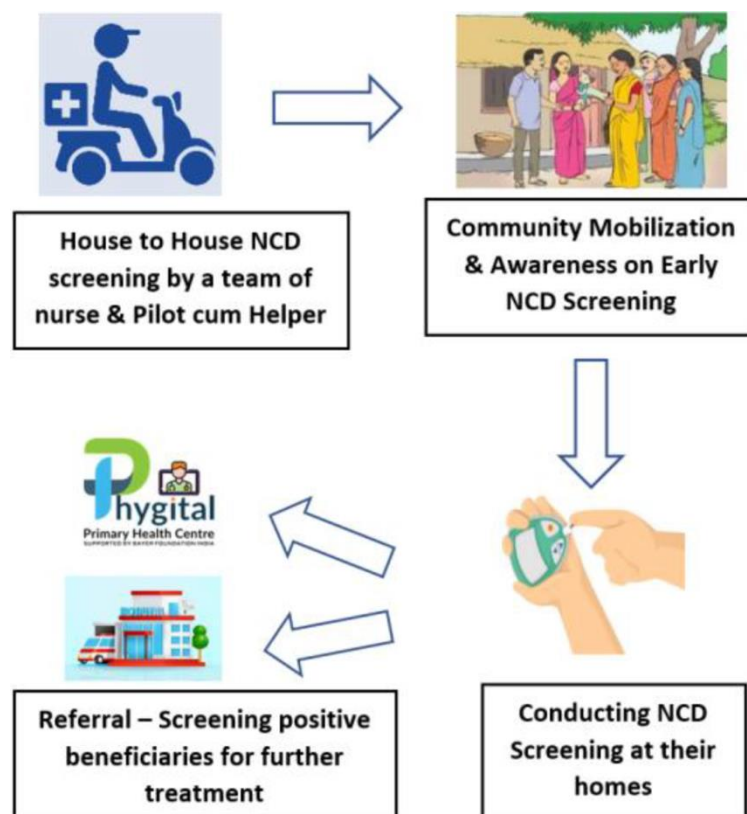 House to House NCD
screening by a team of
nurse & Pilot cum Helper
Community Mobilization
& Awareness on Early
NCD Screening
Phygital
Primary Health Centre
SUPPORTED BY BAYER FOUNDATION INDIA
Referral – Screening positive
beneficiaries for further
treatment
Conducting NCD
Screening at their
homes